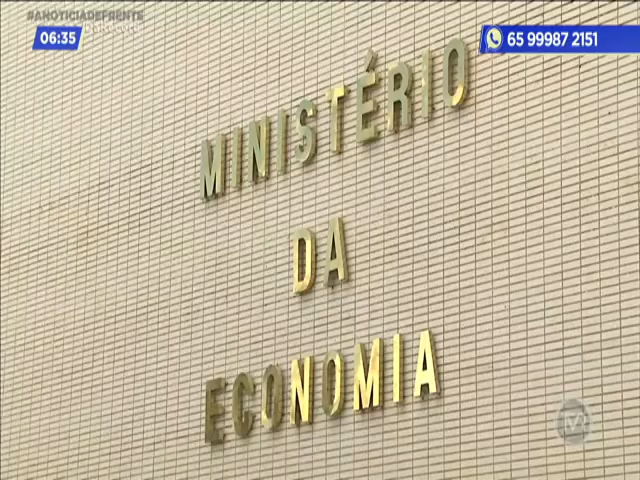 #ANOTICIADEFRENTE
06:35
65 99987 2151
MINISTÉRIO
DA
ECONOMIA